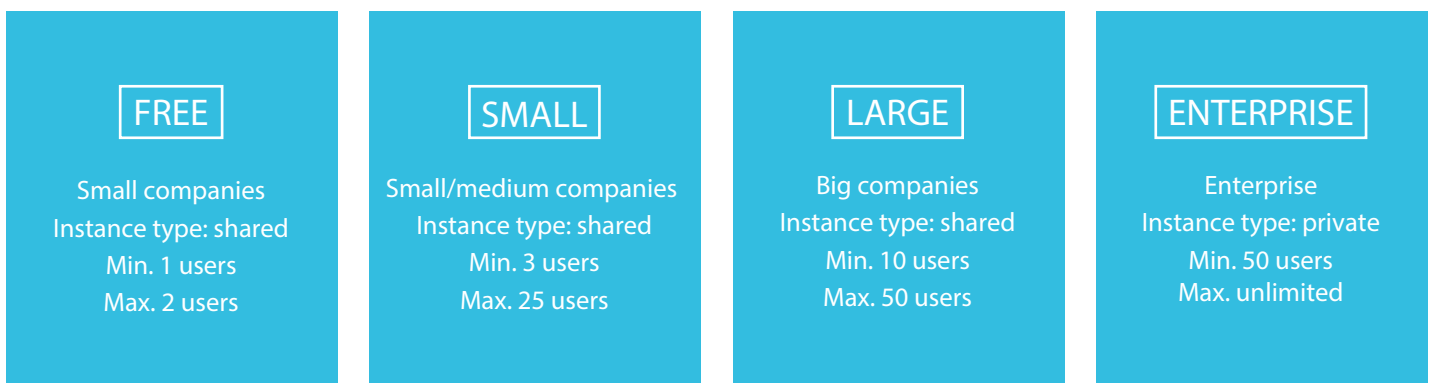 FREE
Small companies
Instance type: shared
Min. 1 users
Max. 2 users
SMALL
Small/medium companies
Instance type: shared
Min. 3 users
Max. 25 users
LARGE
Big companies
Instance type: shared
Min. 10 users
Max. 50 users
ENTERPRISE
Enterprise
Instance type: private
Min. 50 users
Max. unlimited